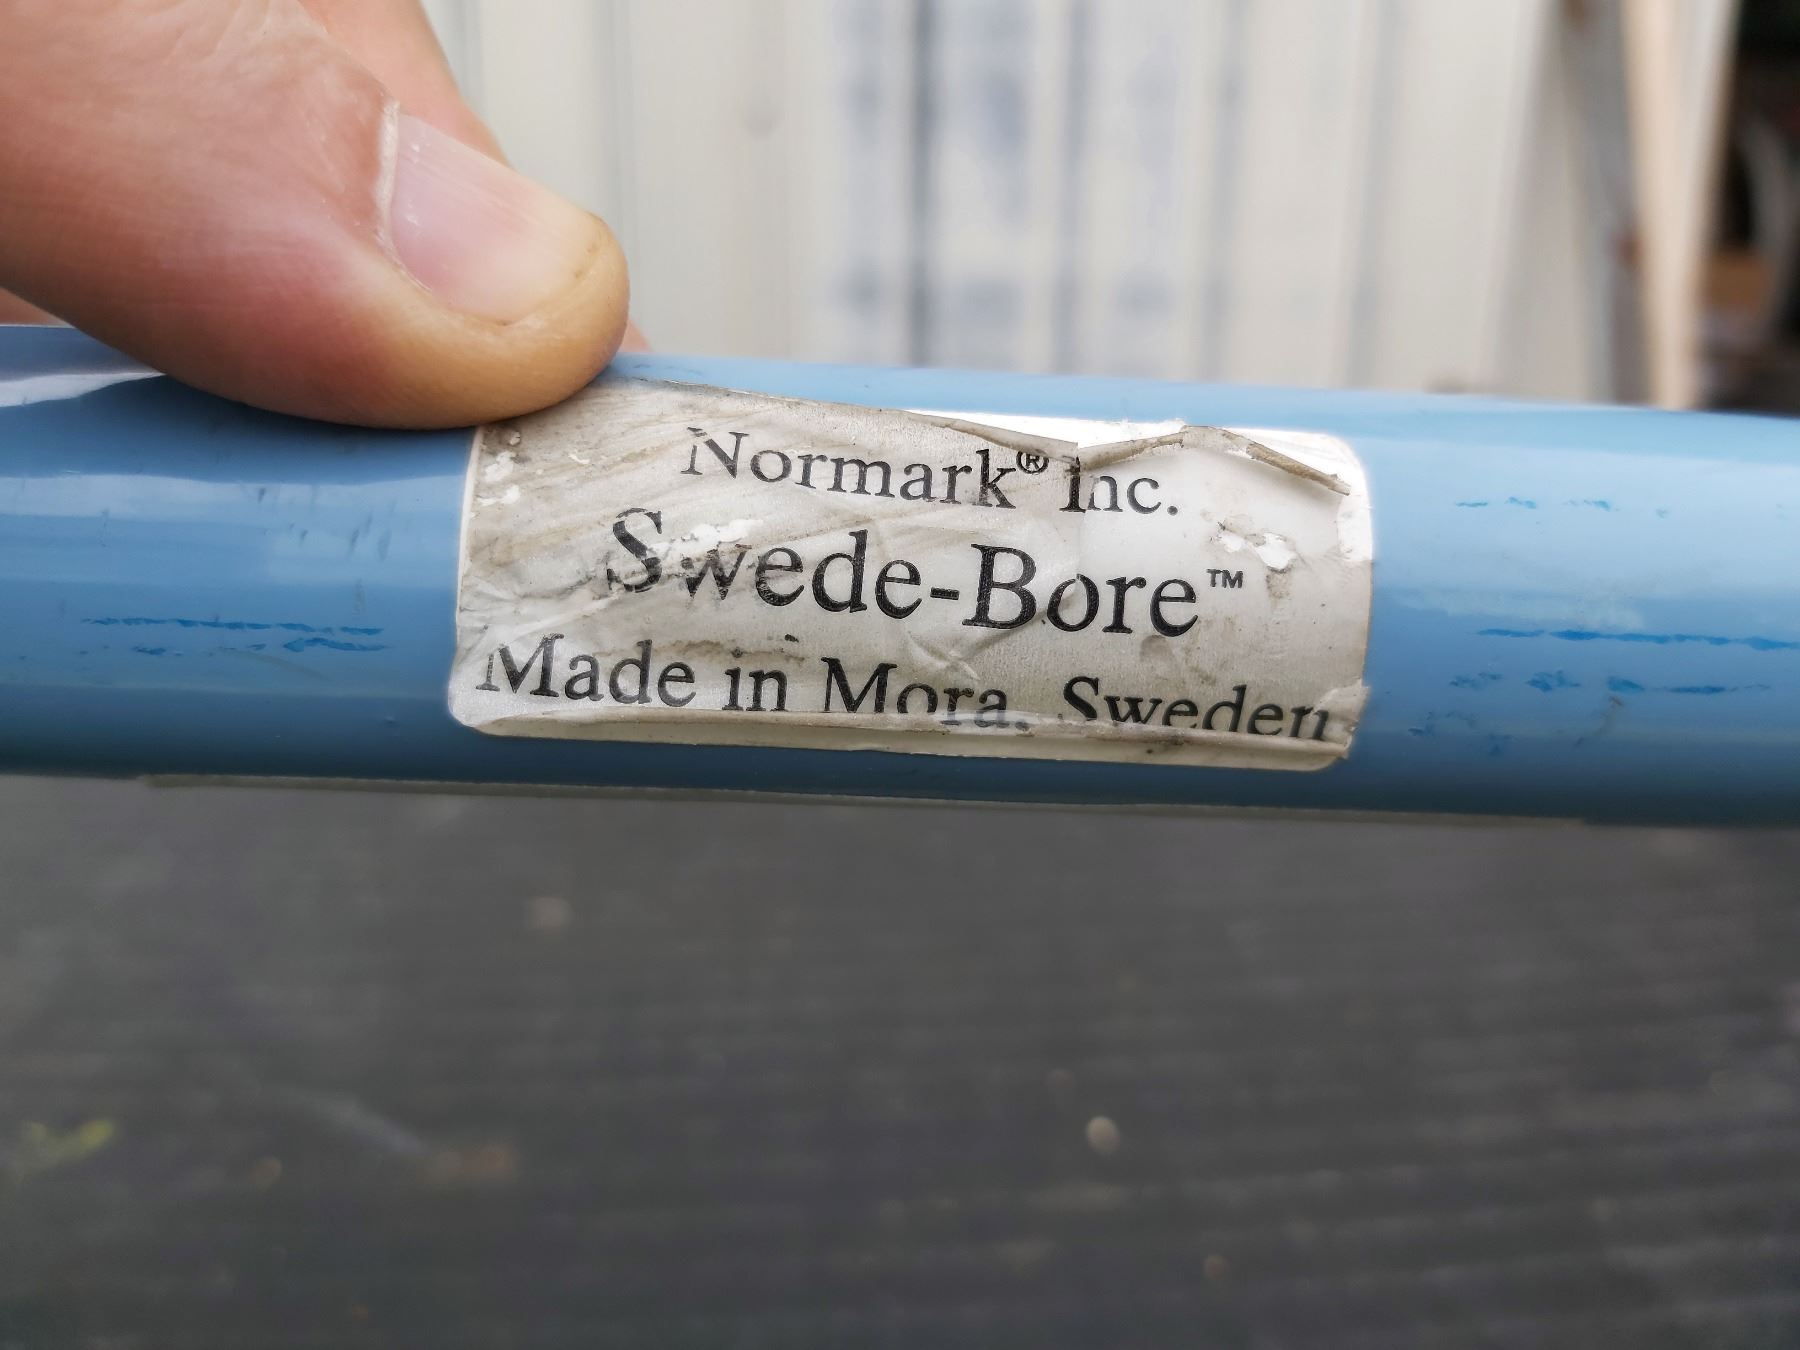 Normark® Inc.
Swede-Bore™
Made in Mora, Sweden